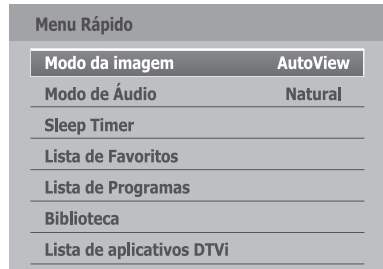 Menu Rápido
Modo da imagem AutoView
Modo de Áudio Natural
Sleep Timer
Lista de Favoritos
Lista de Programas
Biblioteca
Lista de aplicativos DTVi